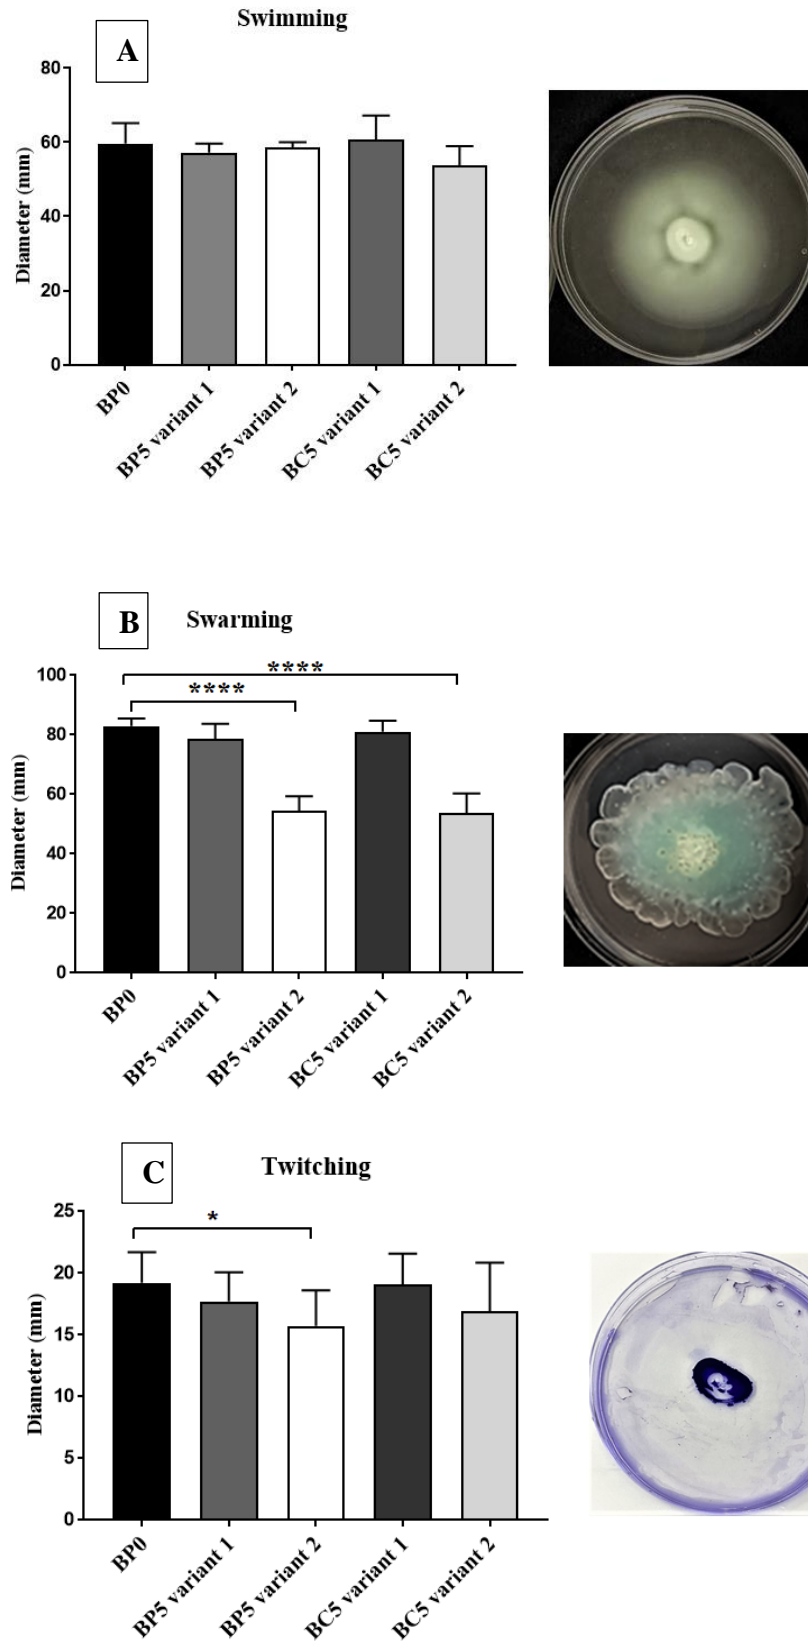 Swimming
A
80
60
40
20
0
Diameter (mm)
BP0
BP5 variant 1
BP5 variant 2
BC5 variant 1
BC5 variant 2
B
Swarming
****
****
100
80
60
40
20
0
Diameter (mm)
BP0
BP5 variant 1
BP5 variant 2
BC5 variant 1
BC5 variant 2
C
Twitching
*
25
20
15
10
5
0
Diameter (mm)
BP0
BP5 variant 1
BP5 variant 2
BC5 variant 1
BC5 variant 2